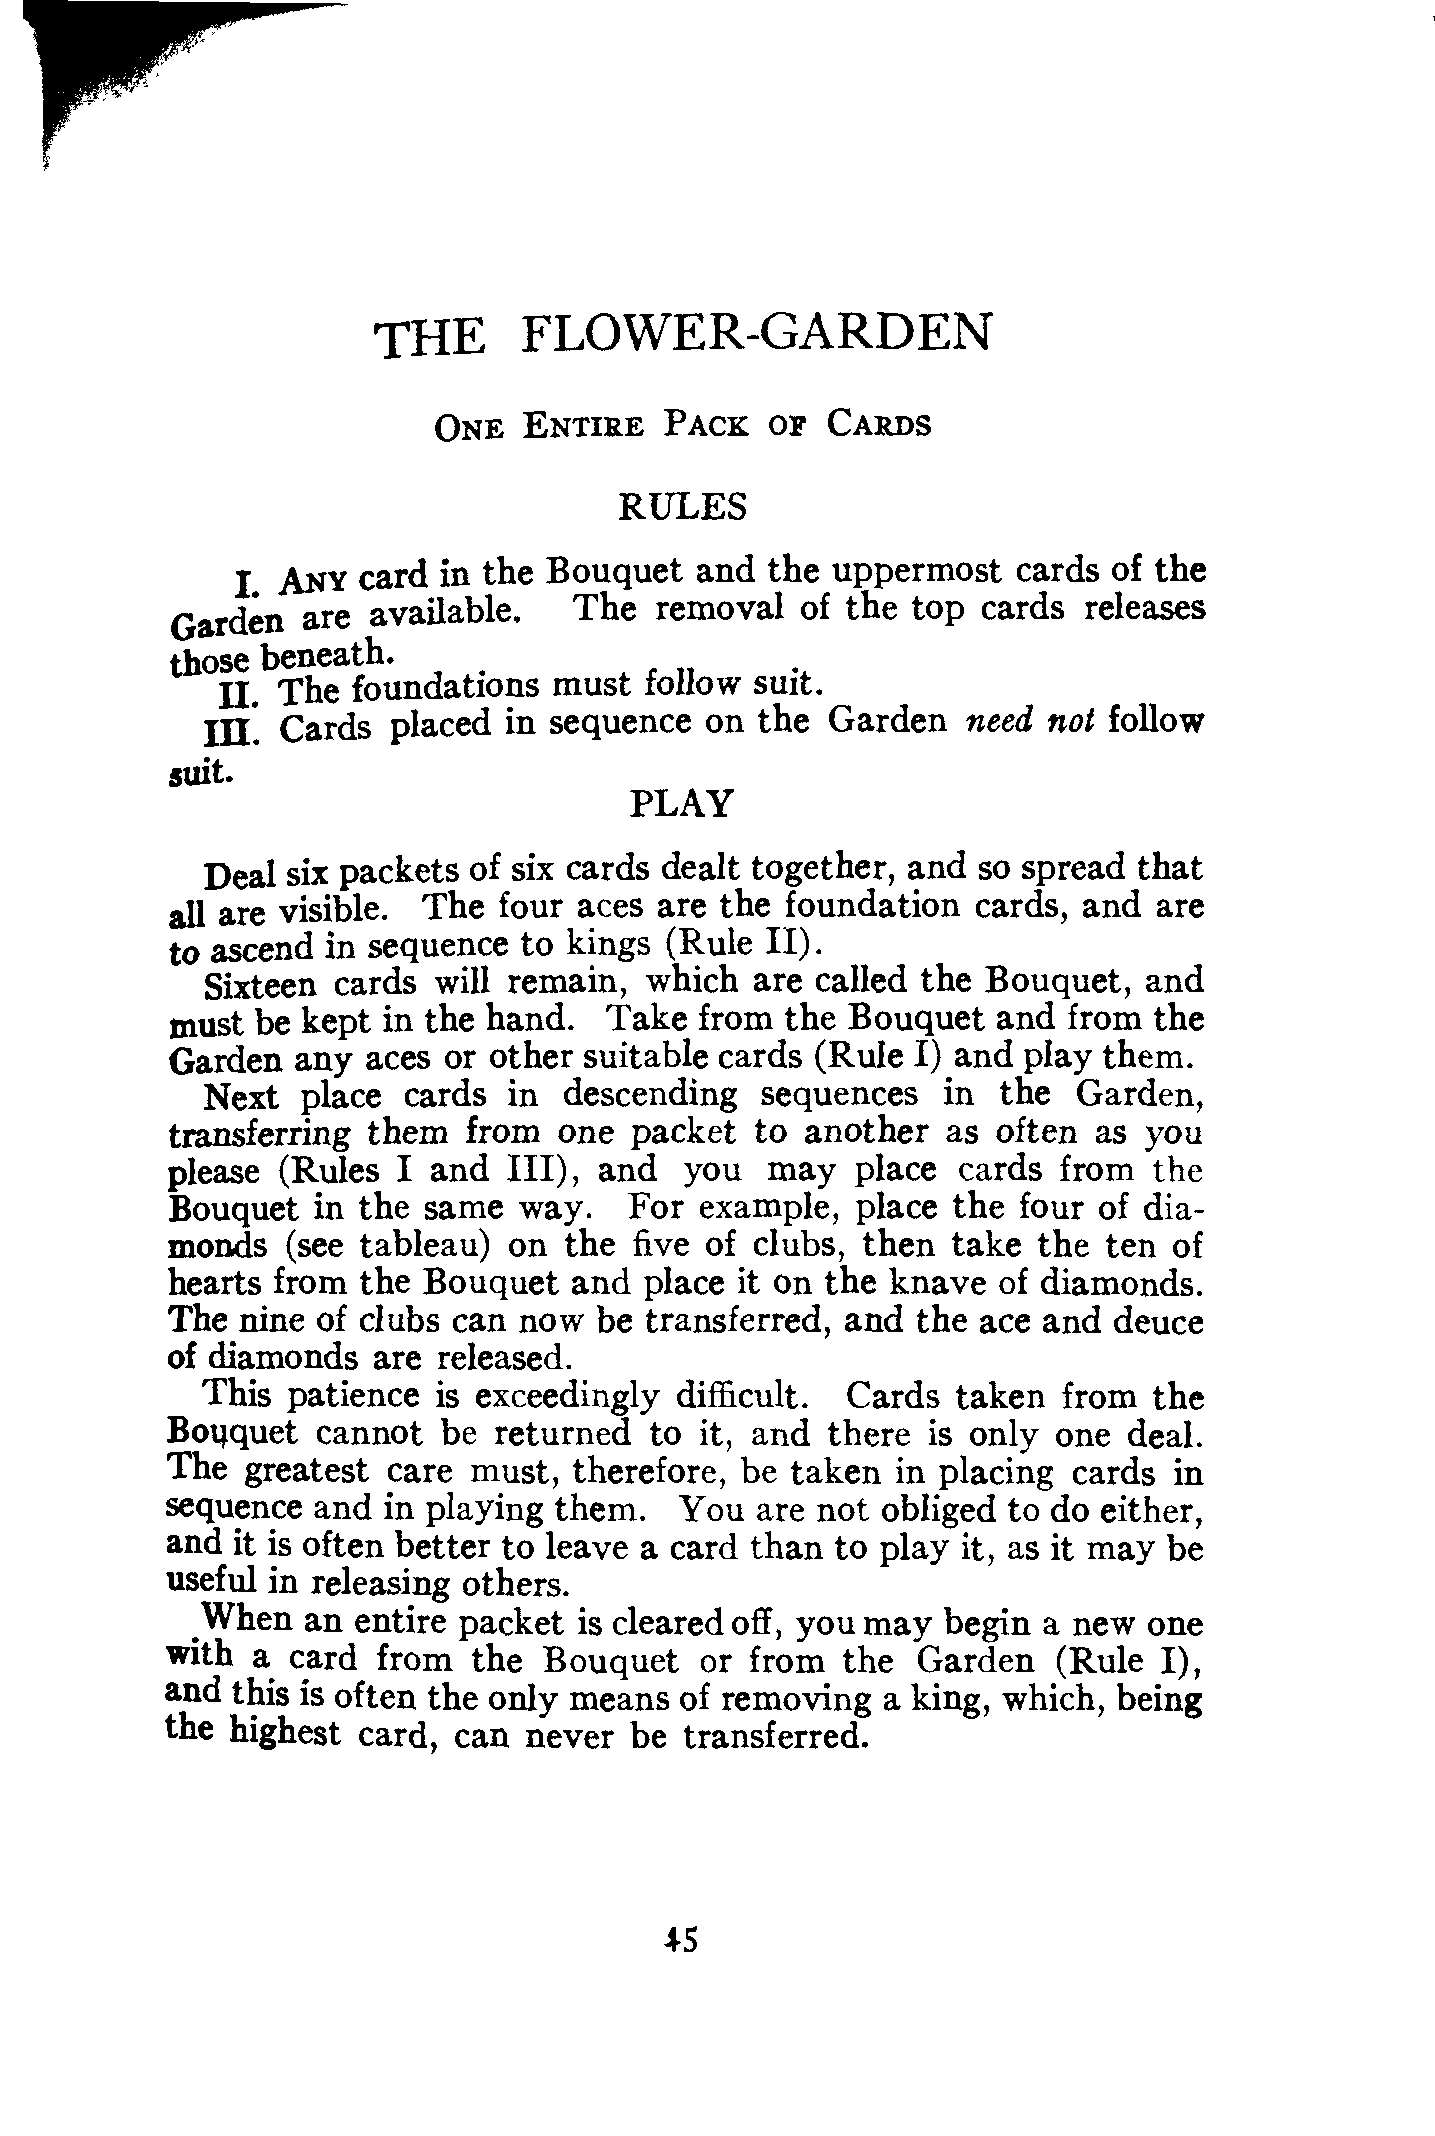 THE FLOWER-GARDEN
ONE ENTIRE PACK OF CARDS
RULES
I. ANY card in the Bouquet and the uppermost cards of the
Garden are available. The removal of the top cards releases
those beneath.
II. The foundations must follow suit.
III. Cards placed in sequence on the Garden need not follow
suit.
PLAY
Deal six packets of six cards dealt together, and so spread that
all are visible. The four aces are the foundation cards, and are
to ascend in sequence to kings (Rule II).
Sixteen cards will remain, which are called the Bouquet, and
must be kept in the hand. Take from the Bouquet and from the
Garden any aces or other suitable cards (Rule I) and play them.
Next place cards in descending sequences in the Garden,
transferring them from one packet to another as often as you
please (Rules I and III), and you may place cards from the
Bouquet in the same way. For example, place the four of dia-
monds (see tableau) on the five of clubs, then take the ten of
hearts from the Bouquet and place it on the knave of diamonds.
The nine of clubs can now be transferred, and the ace and deuce
of diamonds are released.
This patience is exceedingly difficult. Cards taken from the
Bouquet cannot be returned to it, and there is only one deal.
The greatest care must, therefore, be taken in placing cards in
sequence and in playing them. You are not obliged to do either,
and it is often better to leave a card than to play it, as it may be
useful in releasing others.
When an entire packet is cleared off, you may begin a new one
with a card from the Bouquet or from the Garden (Rule I),
and this is often the only means of removing a king, which, being
the highest card, can never be transferred.
45